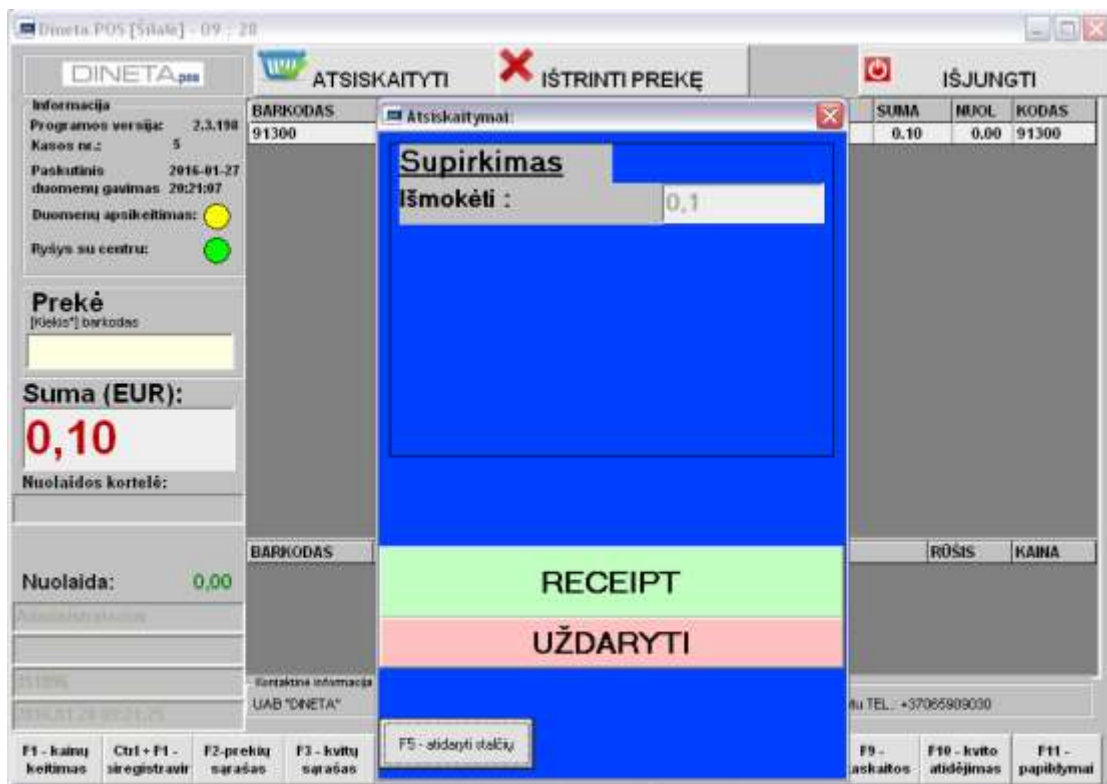 Dineta POS [Šilalė] - 09 : 28
DINETA.pos
ATSISKAITYTI
IŠTRINTI PREKĘ
IŠJUNGTI
Informacija
Programos versija: 2.3.198
Kasos nr.: 5
Paskutinis 2016-01-27
duomenų gavimas 20:21:07
Duomenų apsikeitimas:
Ryšys su centru:
Prekė
[Kiekis*] barkodas
Suma (EUR):
0,10
Nuolaidos kortelė:
Nuolaida: 0,00
BARKODAS SUMA NUOL KODAS
91300 0.10 0.00 91300
Atsiskaitymai:
Supirkimas
Išmokėti : 0,1
RECEIPT
UŽDARYTI
F5 - atidaryti stalčių
BARKODAS RŪŠIS KAINA
Kontaktinė informacija
UAB "DINETA" TEL.: +37065909030
F1 - kainų
keitimas
Ctrl + F1 -
siregistravir
F2-prekių
sąrašas
F3 - kvitų
sąrašas
F9 -
askaitos
F10 - kvito
atidėjimas
F11 -
papildymai